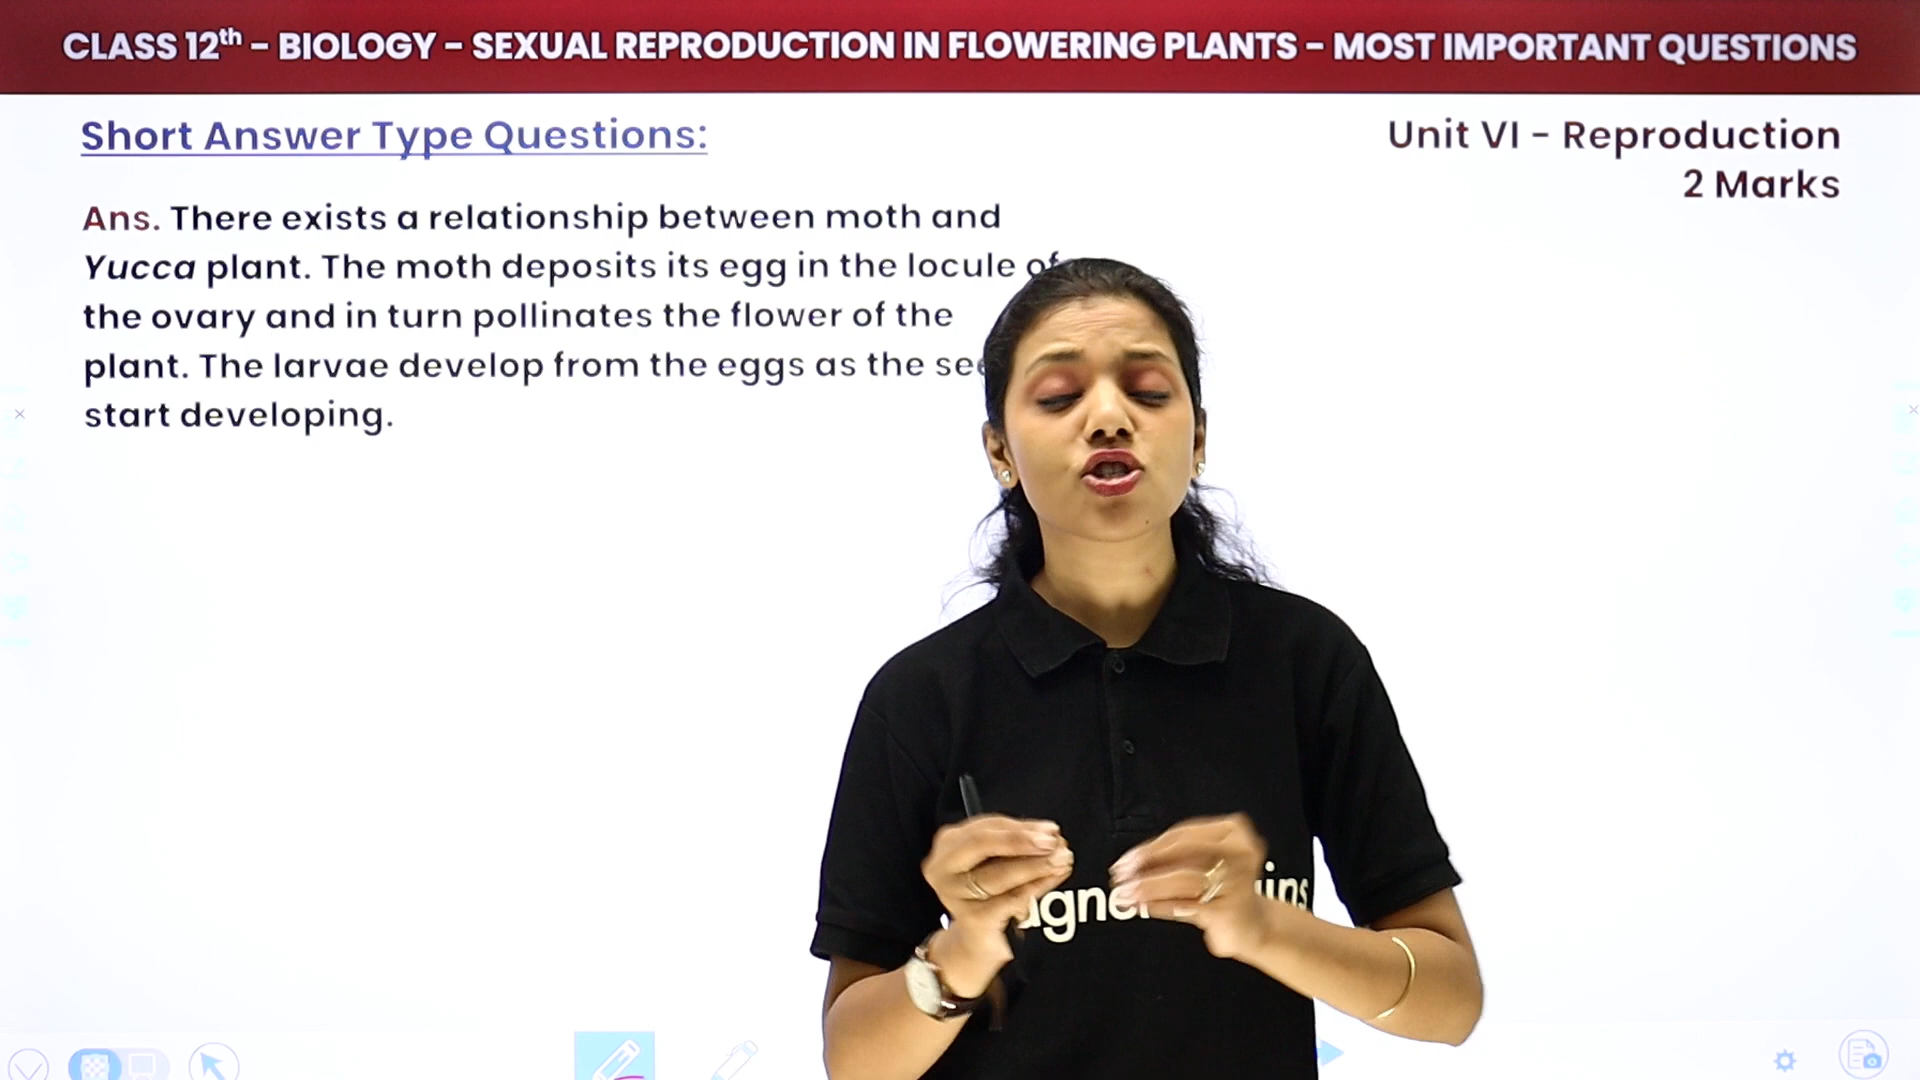 CLASS 12th – BIOLOGY – SEXUAL REPRODUCTION IN FLOWERING PLANTS – MOST IMPORTANT QUESTIONS
Short Answer Type Questions:
Unit VI – Reproduction
2 Marks
Ans. There exists a relationship between moth and
Yucca plant. The moth deposits its egg in the locule of
the ovary and in turn pollinates the flower of the
plant. The larvae develop from the eggs as the
start developing.